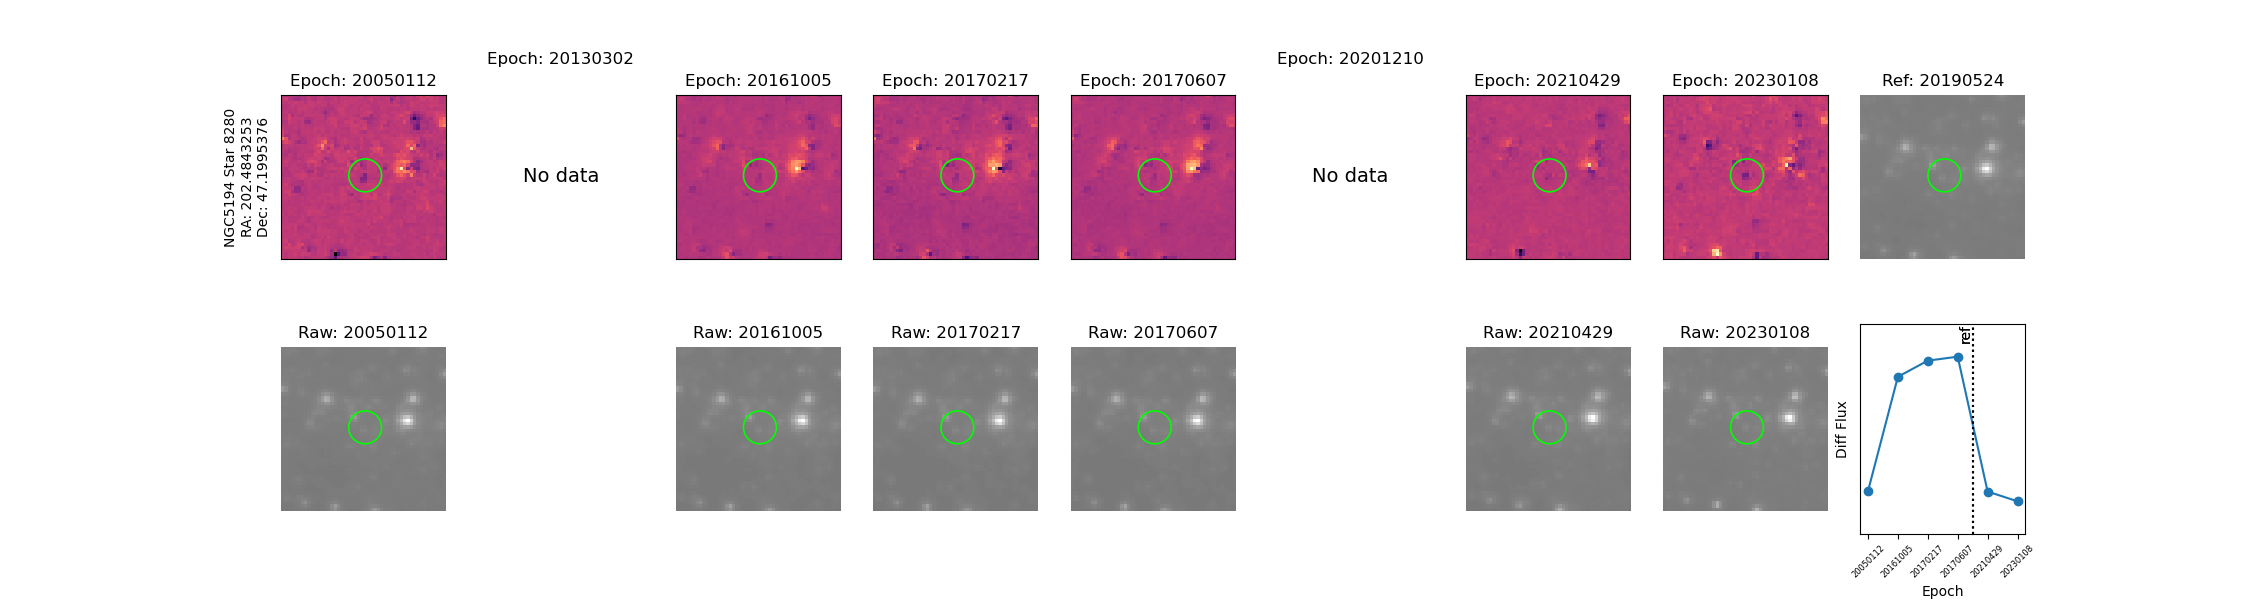 Epoch: 20050112
Epoch: 20130302
Epoch: 20161005
Epoch: 20170217
Epoch: 20170607
Epoch: 20201210
Epoch: 20210429
Epoch: 20230108
Ref: 20190524
NGC5194 Star 8280
RA: 202.4843253
Dec: 47.1995376
No data
No data
Raw: 20050112
Raw: 20161005
Raw: 20170217
Raw: 20170607
Raw: 20210429
Raw: 20230108
ref
Diff Flux
20050112
20161005
20170217
20170607
20210429
20230108
Epoch